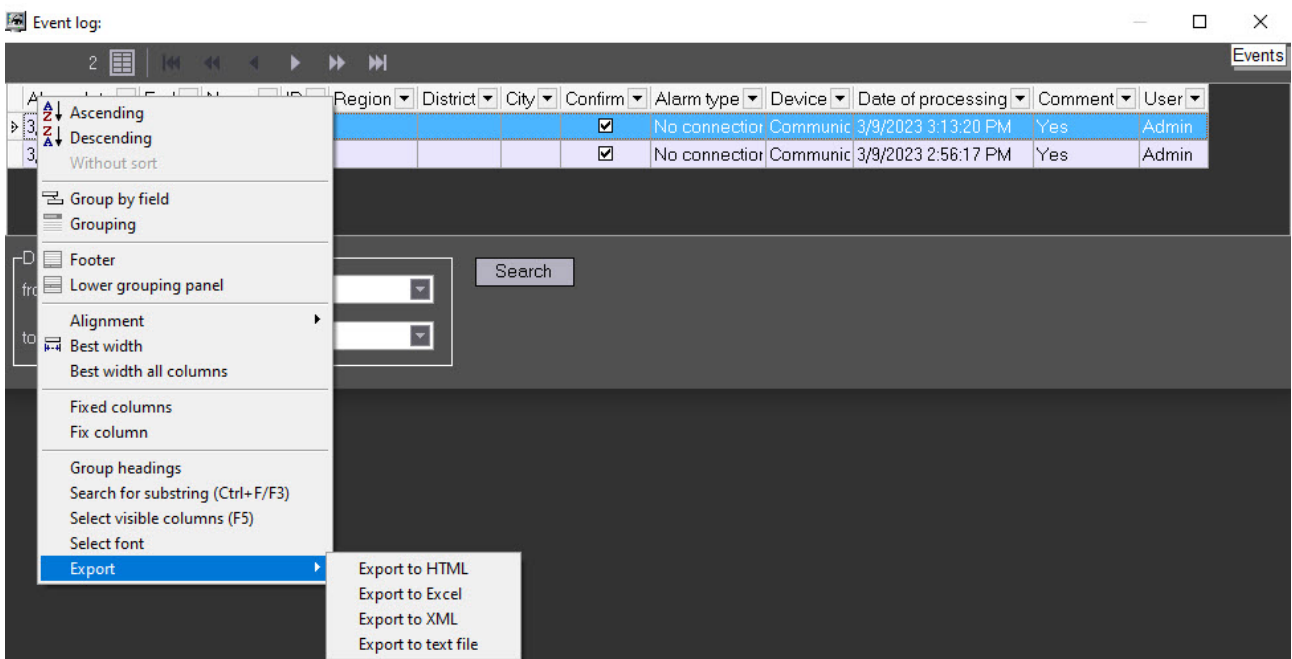 Event log:
Events
2
Region District City Confirm Alarm type Device Date of processing Comment User
3/ No connection Communic 3/9/2023 3:13:20 PM Yes Admin
3/ No connection Communic 3/9/2023 2:56:17 PM Yes Admin
Ascending
Descending
Without sort
Group by field
Grouping
Footer
Lower grouping panel
Alignment
Best width
Best width all columns
Fixed columns
Fix column
Group headings
Search for substring (Ctrl+F/F3)
Select visible columns (F5)
Select font
Export
Export to HTML
Export to Excel
Export to XML
Export to text file
Search